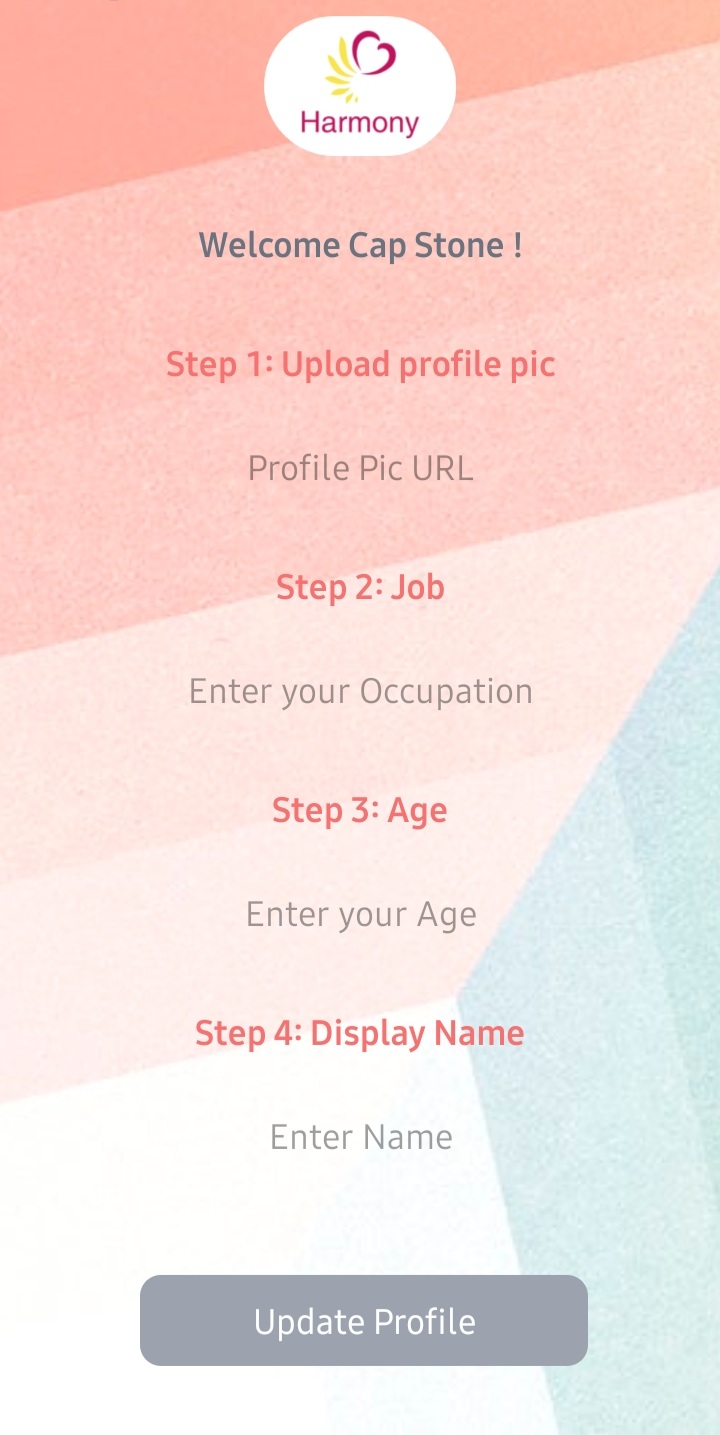 Harmony
Welcome Cap Stone !
Step 1: Upload profile pic
Profile Pic URL
Step 2: Job
Enter your Occupation
Step 3: Age
Enter your Age
Step 4: Display Name
Enter Name
Update Profile